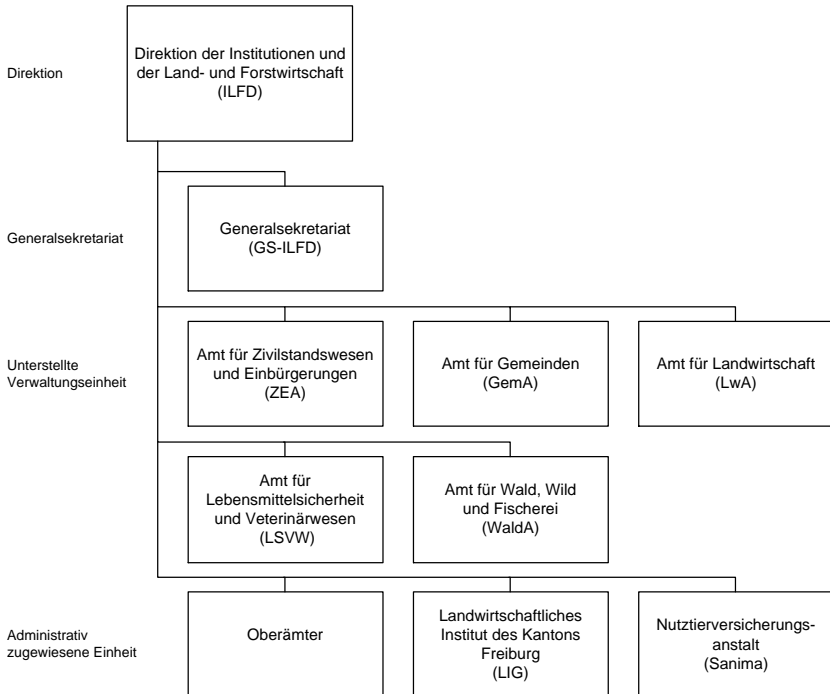 Direktion
Direktion der Institutionen und
der Land- und Forstwirtschaft
(ILFD)
Generalsekretariat
Generalsekretariat
(GS-ILFD)
Unterstellte
Verwaltungseinheit
Amt für Zivilstandswesen
und Einbürgerungen
(ZEA)
Amt für Gemeinden
(GemA)
Amt für Landwirtschaft
(LwA)
Amt für
Lebensmittelsicherheit
und Veterinärwesen
(LSVW)
Amt für Wald, Wild
und Fischerei
(WaldA)
Administrativ
zugewiesene Einheit
Oberämter
Landwirtschaftliches
Institut des Kantons
Freiburg
(LIG)
Nutztierversicherungs-
anstalt
(Sanima)